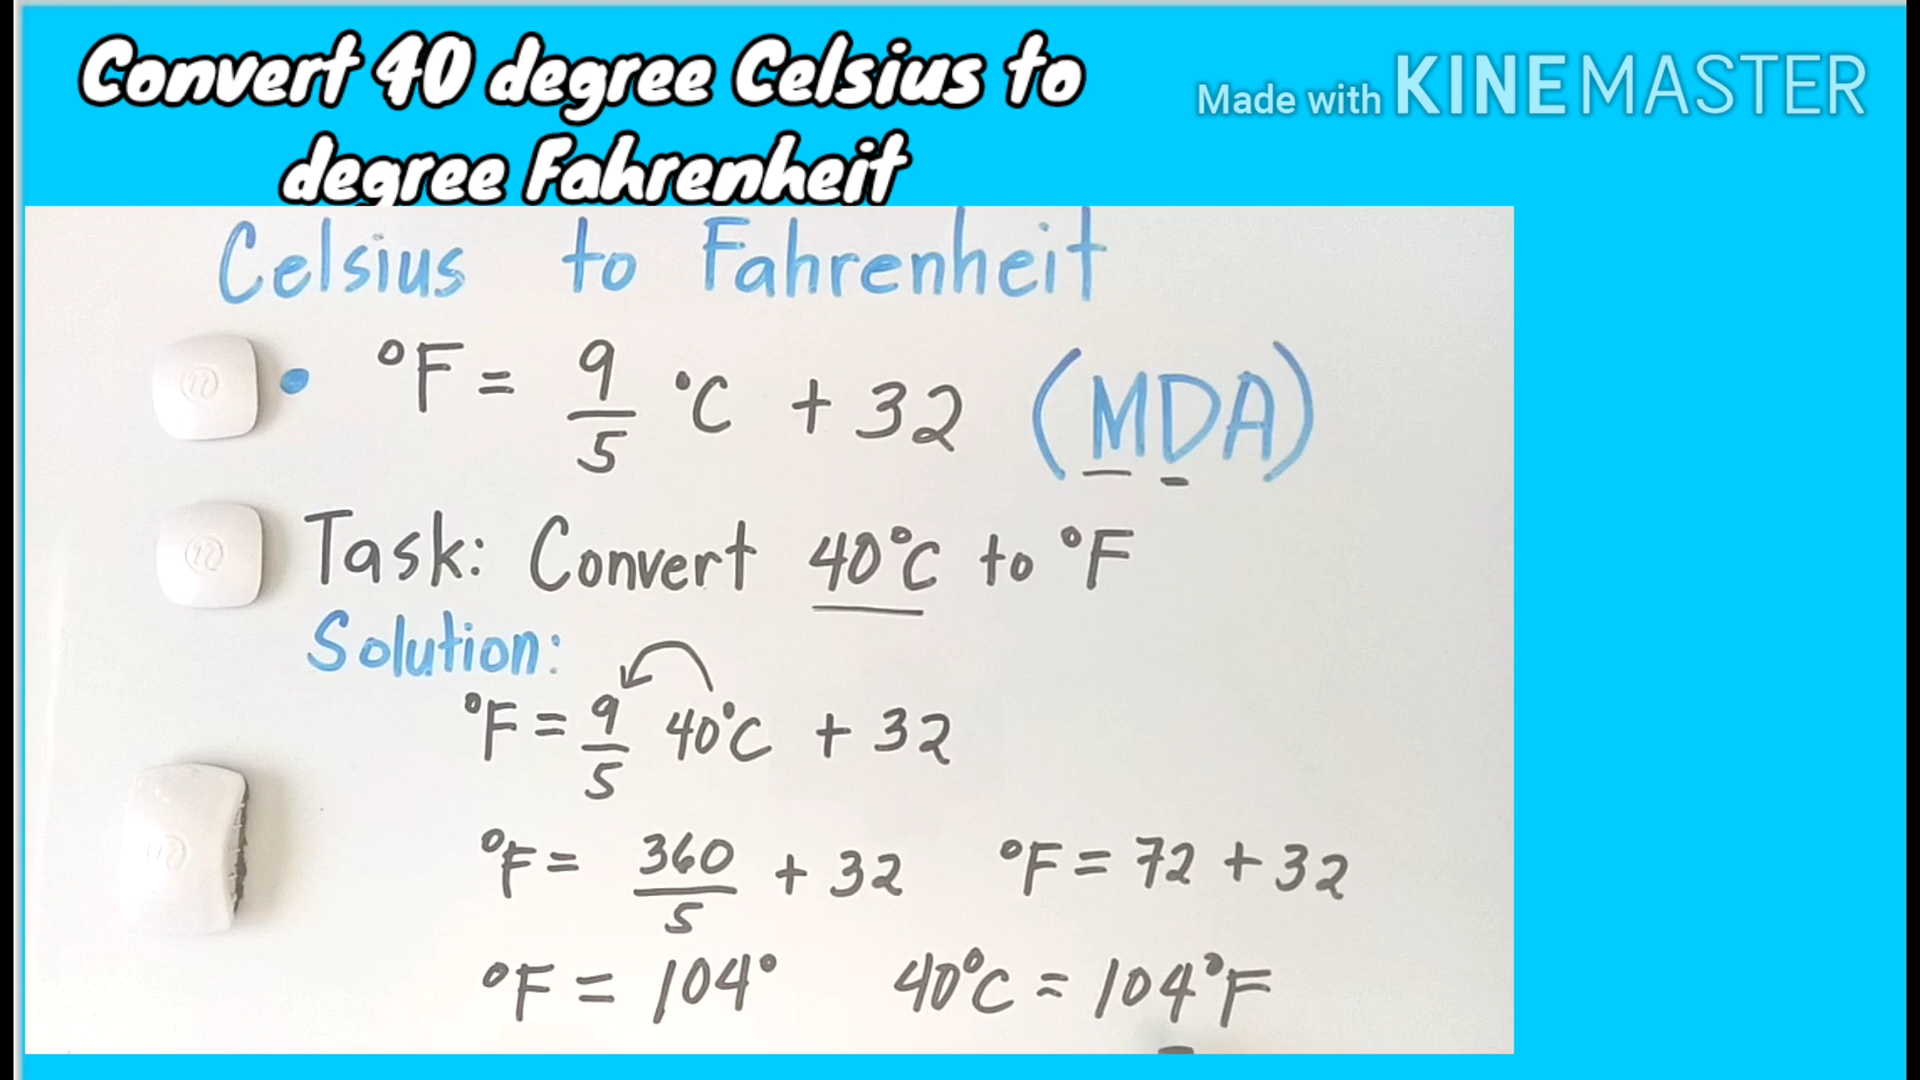 Convert 40 degree Celsius to
degree Fahrenheit
Made with KINEMASTER
Celsius to Fahrenheit
• °F = 9/5 °C + 32 (MDA)
Task: Convert 40°C to °F
Solution:
°F = 9/5 40°C + 32
°F = 360/5 + 32 °F = 72 + 32
°F = 104° 40°C = 104°F